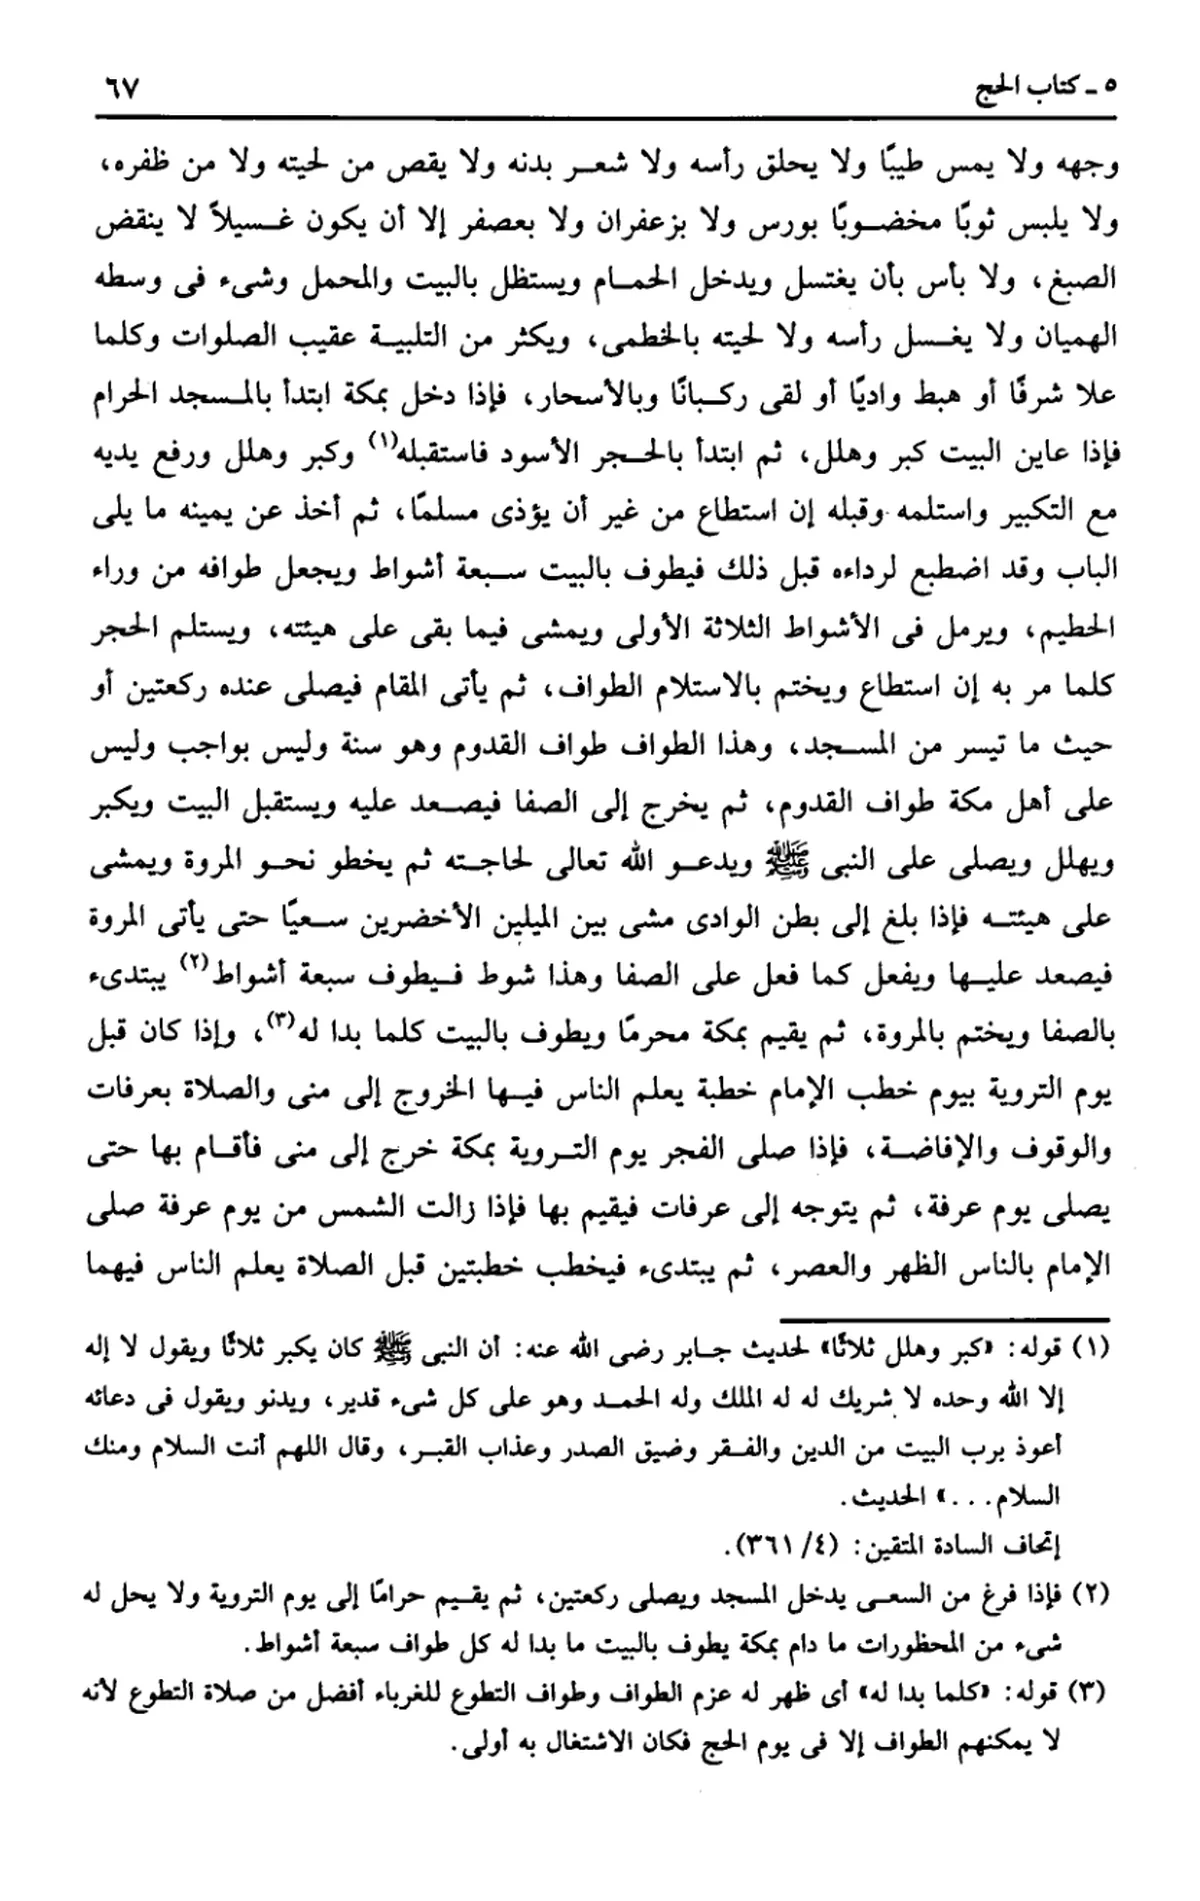 ٥ ـ كتاب الحج ٦٧
وجهه ولا يمس طيبًا ولا يحلق رأسه ولا شعر بدنه ولا يقص من لحيته ولا من ظفره،
ولا يلبس ثوبًا مخضوبًا بورس ولا بزعفران ولا بعصفر إلا أن يكون غسيلاً لا ينقض
الصبغ، ولا بأس بأن يغتسل ويدخل الحمام ويستظل بالبيت والمحمل وشىء فى وسطه
الهميان ولا يغسل رأسه ولا لحيته بالخطمى، ويكثر من التلبية عقيب الصلوات وكلما
علا شرفًا أو هبط واديًا أو لقى ركبانًا وبالأسحار، فإذا دخل بمكة ابتدأ بالمسجد الحرام
فإذا عاين البيت كبر وهلل، ثم ابتدأ بالحجر الأسود فاستقبله(١) وكبر وهلل ورفع يديه
مع التكبير واستلمه وقبله إن استطاع من غير أن يؤذى مسلمًا، ثم أخذ عن يمينه ما يلى
الباب وقد اضطبع لرداءه قبل ذلك فيطوف بالبيت سبعة أشواط ويجعل طوافه من وراء
الحطيم، ويرمل فى الأشواط الثلاثة الأولى ويمشى فيما بقى على هيئته، ويستلم الحجر
كلما مر به إن استطاع ويختم بالاستلام الطواف، ثم يأتى المقام فيصلى عنده ركعتين أو
حيث ما تيسر من المسجد، وهذا الطواف طواف القدوم وهو سنة وليس بواجب وليس
على أهل مكة طواف القدوم، ثم يخرج إلى الصفا فيصعد عليه ويستقبل البيت ويكبر
ويهلل ويصلى على النبى ﷺ ويدعو الله تعالى لحاجته ثم يخطو نحو المروة ويمشى
على هيئته فإذا بلغ إلى بطن الوادى مشى بين الميلين الأخضرين سعيًا حتى يأتى المروة
فيصعد عليها ويفعل كما فعل على الصفا وهذا شوط فيطوف سبعة أشواط(٢) يبتدىء
بالصفا ويختم بالمروة، ثم يقيم بمكة محرمًا ويطوف بالبيت كلما بدا له(٣)، وإذا كان قبل
يوم التروية بيوم خطب الإمام خطبة يعلم الناس فيها الخروج إلى منى والصلاة بعرفات
والوقوف والإفاضة، فإذا صلى الفجر يوم التروية بمكة خرج إلى منى فأقام بها حتى
يصلى يوم عرفة، ثم يتوجه إلى عرفات فيقيم بها فإذا زالت الشمس من يوم عرفة صلى
الإمام بالناس الظهر والعصر، ثم يبتدىء فيخطب خطبتين قبل الصلاة يعلم الناس فيهما
(١) قوله: «كبر وهلل ثلاثًا» لحديث جابر رضى الله عنه: أن النبى ﷺ كان يكبر ثلاثًا ويقول لا إله
إلا الله وحده لا شريك له له الملك وله الحمد وهو على كل شىء قدير، ويدنو ويقول فى دعائه
أعوذ برب البيت من الدين والفقر وضيق الصدر وعذاب القبر، وقال اللهم أنت السلام ومنك
السلام...» الحديث.
إتحاف السادة المتقين: (٤/ ٣٦١).
(٢) فإذا فرغ من السعى يدخل المسجد ويصلى ركعتين، ثم يقيم حرامًا إلى يوم التروية ولا يحل له
شىء من المحظورات ما دام بمكة يطوف بالبيت ما بدا له كل طواف سبعة أشواط.
(٣) قوله: «كلما بدا له» أى ظهر له عزم الطواف وطواف التطوع للغرباء أفضل من صلاة التطوع لأنه
لا يمكنهم الطواف إلا فى يوم الحج فكان الاشتغال به أولى.